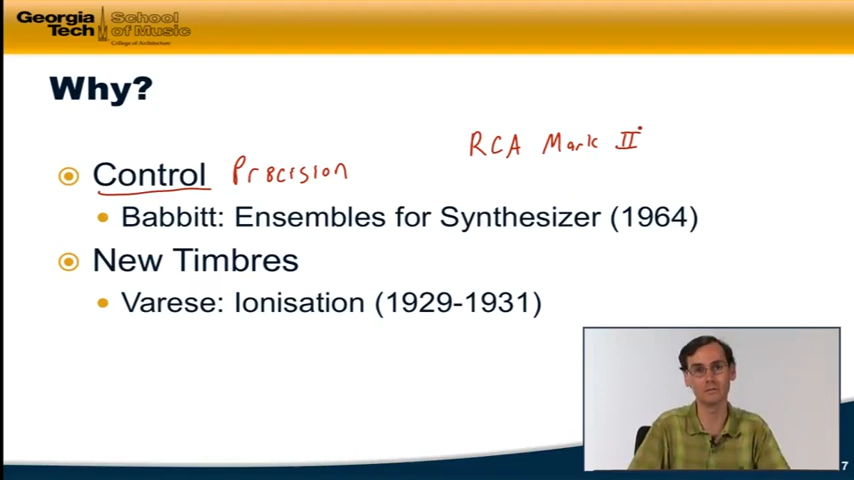 Georgia Tech School of Music
College of Architecture
Why?
RCA Mark II
Control Precision
Babbitt: Ensembles for Synthesizer (1964)
New Timbres
Varese: Ionisation (1929-1931)
7